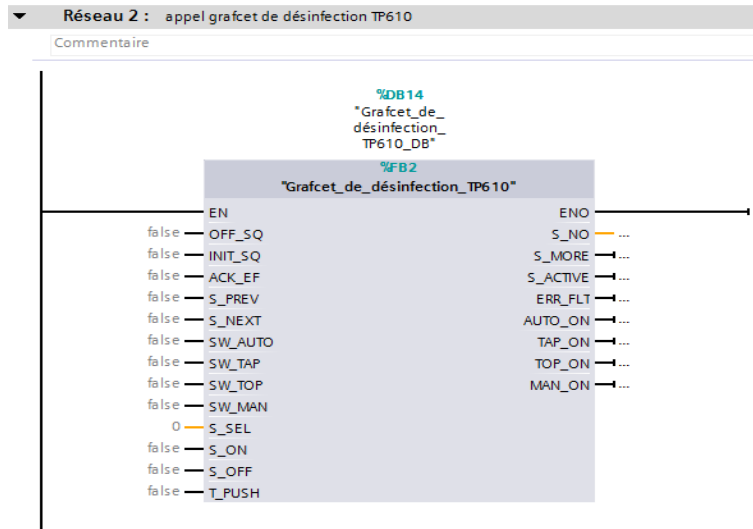 Réseau 2 : appel grafcet de désinfection TP610
Commentaire
%DB14
"Grafcet_de_
désinfection_
TP610_DB"
%FB2
"Grafcet_de_désinfection_TP610"
EN ENO
false OFF_SQ S_NO ...
false INIT_SQ S_MORE ...
false ACK_EF S_ACTIVE ...
false S_PREV ERR_FLT ...
false S_NEXT AUTO_ON ...
false SW_AUTO TAP_ON ...
false SW_TAP TOP_ON ...
false SW_TOP MAN_ON ...
false SW_MAN
0 S_SEL
false S_ON
false S_OFF
false T_PUSH